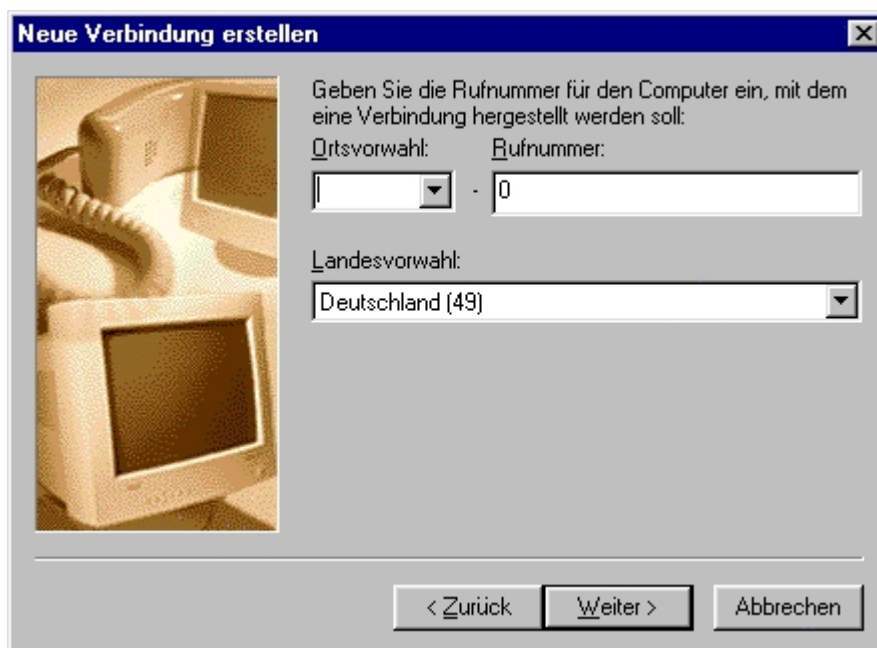 Neue Verbindung erstellen
Geben Sie die Rufnummer für den Computer ein, mit dem
eine Verbindung hergestellt werden soll:
Ortsvorwahl: Rufnummer:
- 0
Landesvorwahl:
Deutschland (49)
< Zurück Weiter > Abbrechen